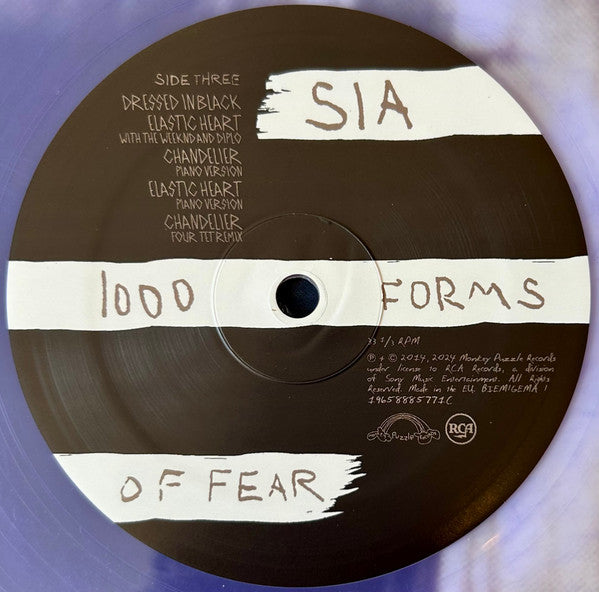 SIDE THREE
DRESSED IN BLACK
ELASTIC HEART
WITH THE WEEKND AND DIPLO
CHANDELIER
PIANO VERSION
ELASTIC HEART
PIANO VERSION
CHANDELIER
FOUR TET REMIX
SIA
1000 FORMS
OF FEAR
33 1/3 RPM
℗ + © 2014, 2024 Monkey Puzzle Records
under license to RCA Records, a division
of Sony Music Entertainment. All Rights
Reserved. Made in the EU. BIEM/GEMA 1
19658885771C
Puzzle
RCA